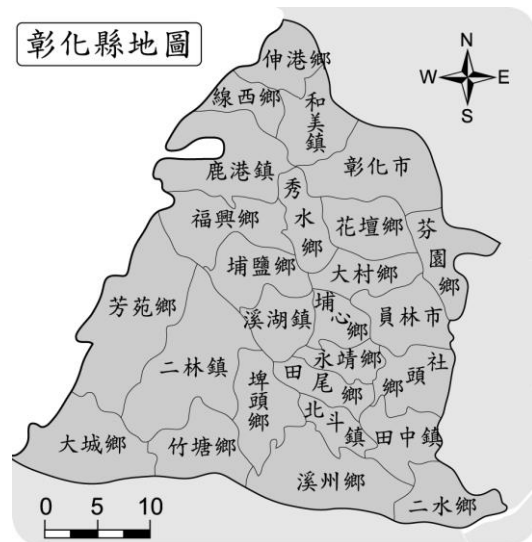 彰化縣地圖
N
W E
S
伸港鄉
線西鄉
和美鎮
鹿港鎮
彰化市
秀水鄉
福興鄉
花壇鄉
芬園鄉
埔鹽鄉
大村鄉
芳苑鄉
溪湖鎮
埔心鄉
員林市
永靖鄉
二林鎮
田尾鄉
社頭鄉
埤頭鄉
北斗鎮
田中鎮
大城鄉
竹塘鄉
溪州鄉
二水鄉
0 5 10